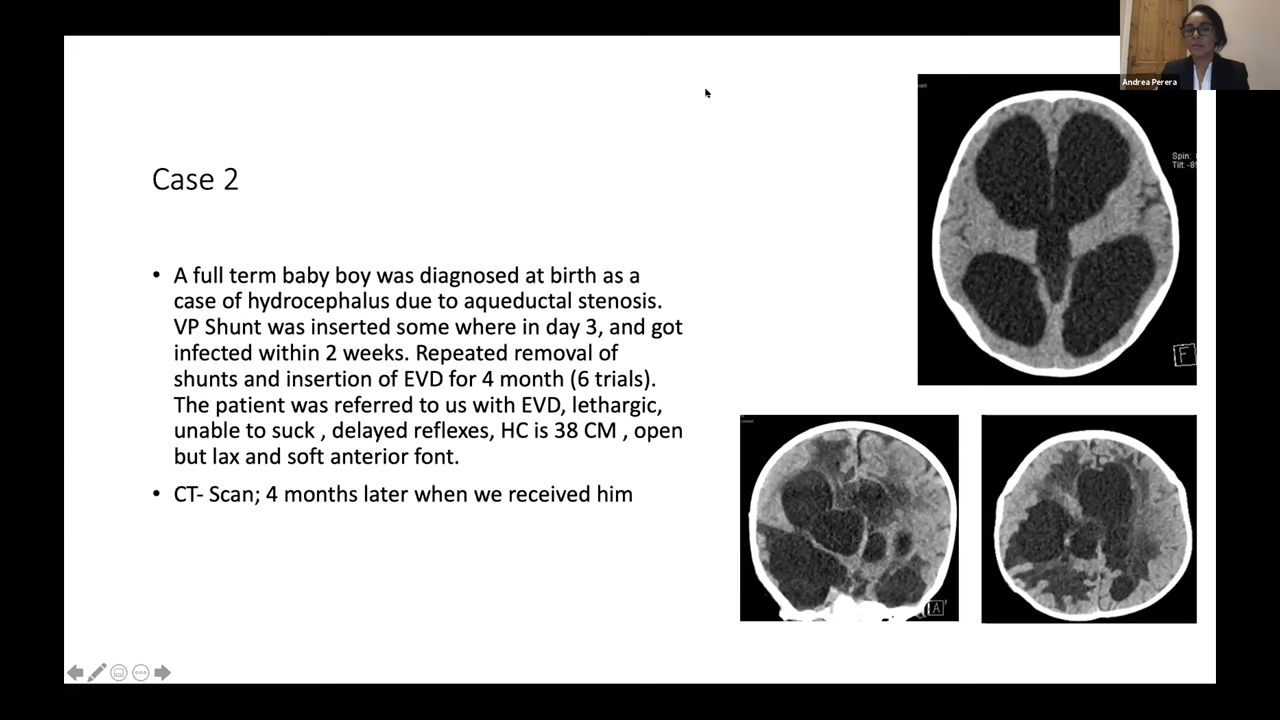 Andrea Perera
Spin:
Tilt: -8
Case 2
• A full term baby boy was diagnosed at birth as a
case of hydrocephalus due to aqueductal stenosis.
VP Shunt was inserted some where in day 3, and got
infected within 2 weeks. Repeated removal of
shunts and insertion of EVD for 4 month (6 trials).
The patient was referred to us with EVD, lethargic,
unable to suck , delayed reflexes, HC is 38 CM , open
but lax and soft anterior font.
• CT- Scan; 4 months later when we received him
F
A